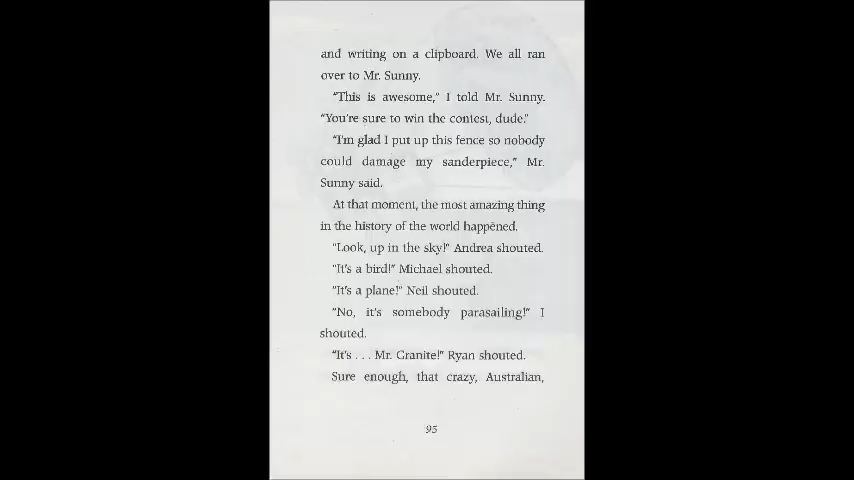 and writing on a clipboard. We all ran
over to Mr. Sunny.
"This is awesome," I told Mr. Sunny.
"You're sure to win the contest, dude."
"I'm glad I put up this fence so nobody
could damage my sanderpiece," Mr.
Sunny said.
At that moment, the most amazing thing
in the history of the world happened.
"Look, up in the sky!" Andrea shouted.
"It's a bird!" Michael shouted.
"It's a plane!" Neil shouted.
"No, it's somebody parasailing!" I
shouted.
"It's . . . Mr. Granite!" Ryan shouted.
Sure enough, that crazy, Australian,
95